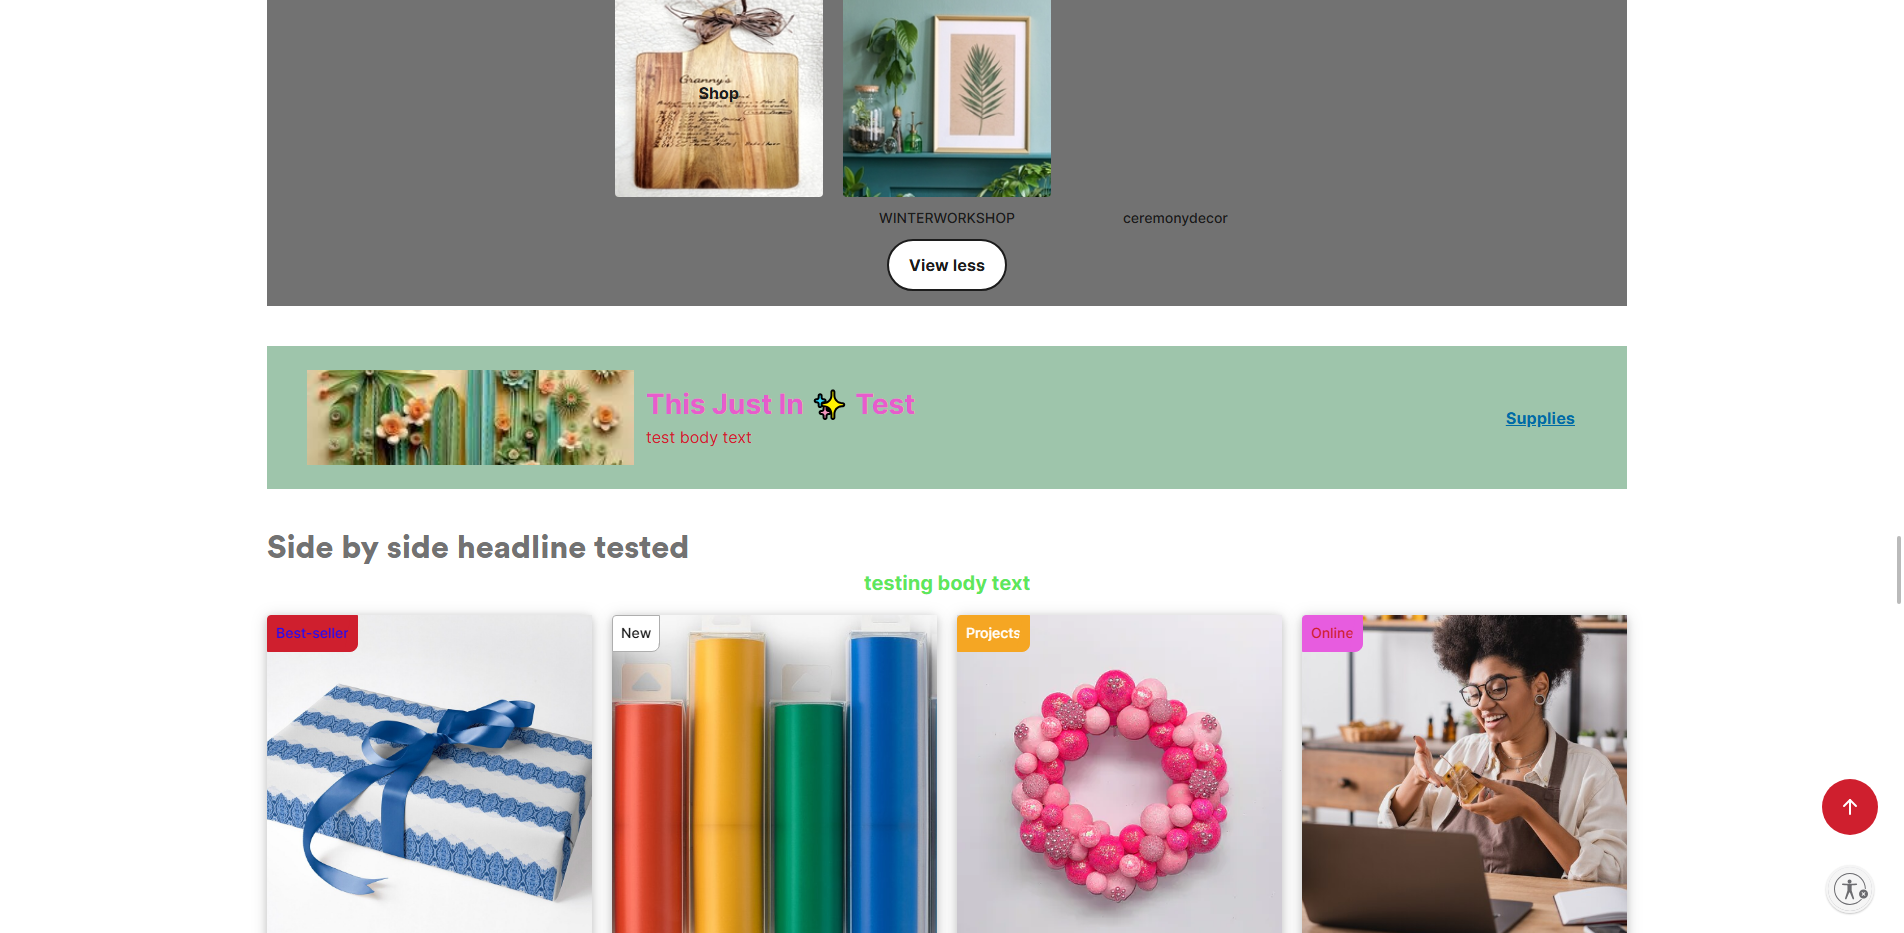 Granny's
Shop
WINTERWORKSHOP
ceremonydecor
View less
This Just In ✨ Test
test body text
Supplies
Side by side headline tested
testing body text
Best-seller
New
Projects
Online